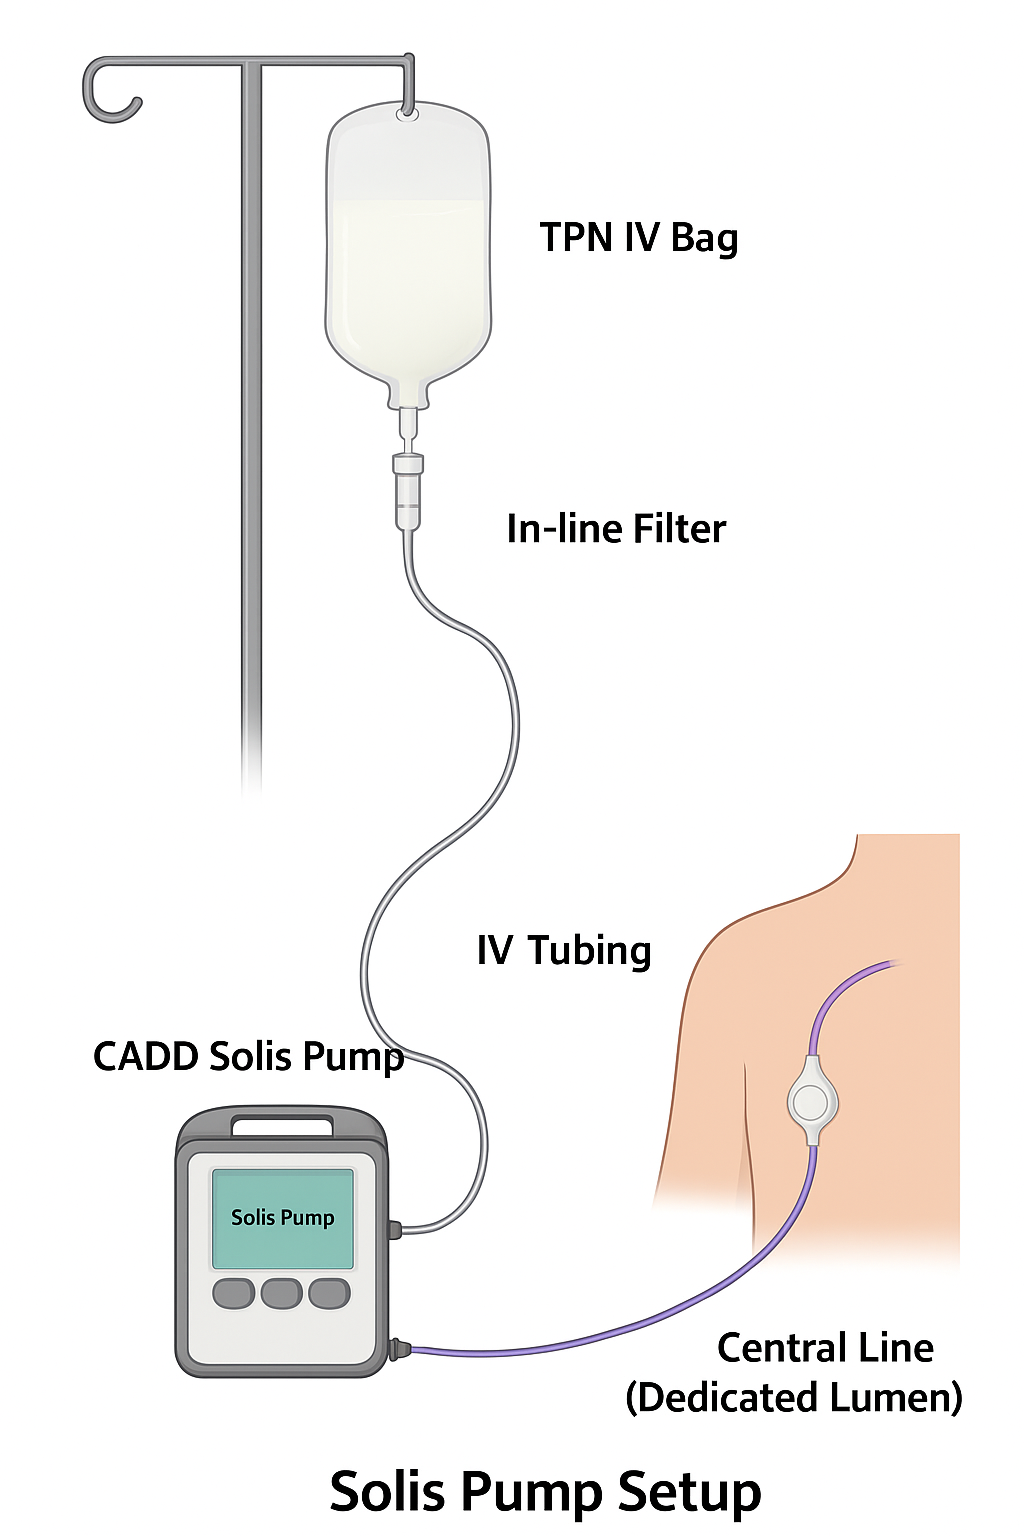 TPN IV Bag
In-line Filter
IV Tubing
CADD Solis Pump
Solis Pump
Central Line
(Dedicated Lumen)
Solis Pump Setup